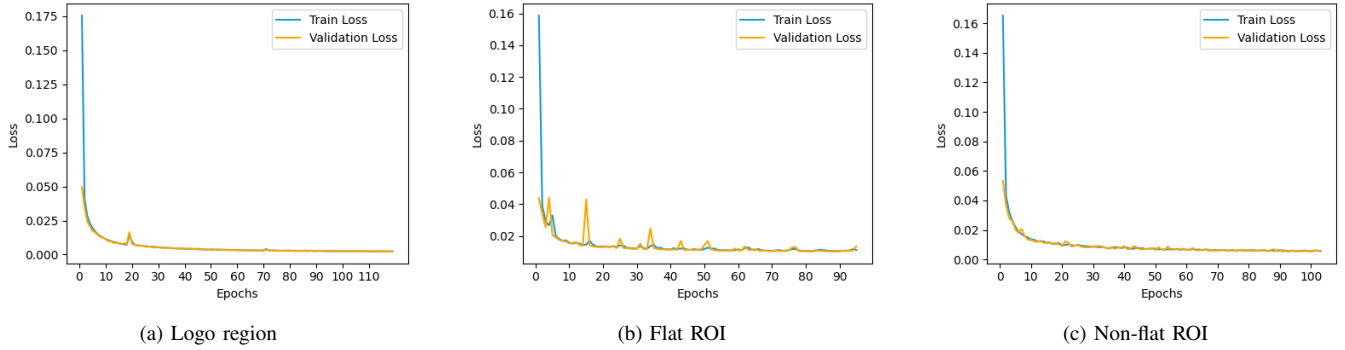 0.175
0.150
0.125
0.100
0.075
0.050
0.025
0.000
Loss
0 10 20 30 40 50 60 70 80 90 100 110
Epochs
Train Loss
Validation Loss
(a) Logo region
0.16
0.14
0.12
0.10
0.08
0.06
0.04
0.02
Loss
0 10 20 30 40 50 60 70 80 90
Epochs
Train Loss
Validation Loss
(b) Flat ROI
0.16
0.14
0.12
0.10
0.08
0.06
0.04
0.02
0.00
Loss
0 10 20 30 40 50 60 70 80 90 100
Epochs
Train Loss
Validation Loss
(c) Non-flat ROI